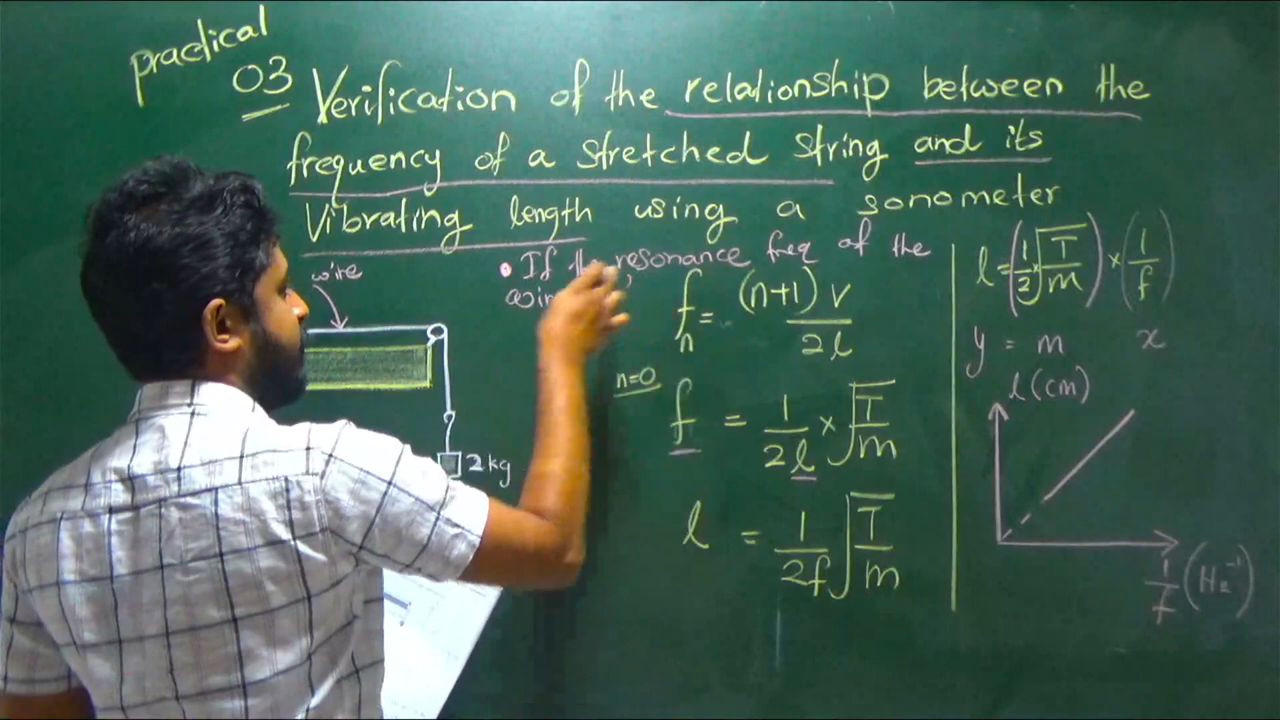 practical
03 Verification of the relationship between the
frequency of a stretched string and its
Vibrating length using a sonometer
wire
2 kg
• If the resonance freq of the
fn = (n+1) v / 2l
n=0
f = 1/2l × √T/m
l = 1/2f √T/m
l = (1/2 × √T/m) × (1/f)
y = m x
l (cm)
1/f (Hz⁻¹)